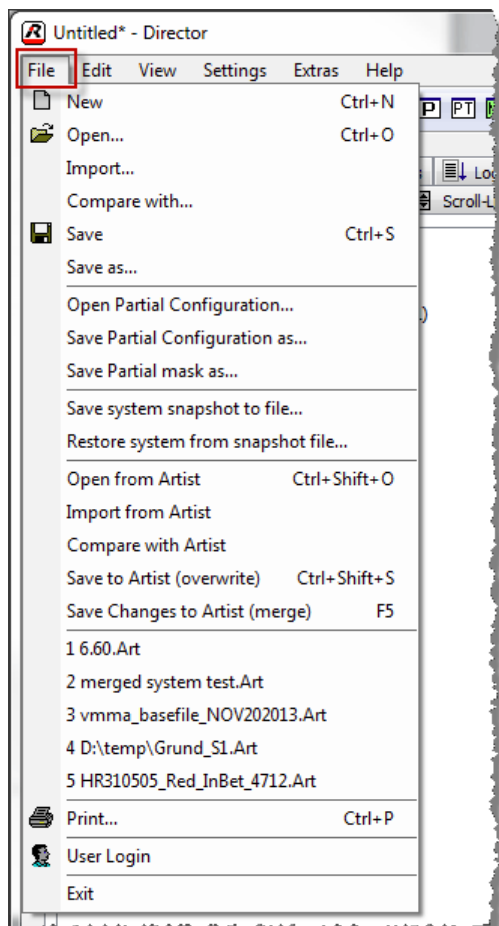 Untitled* - Director
File Edit View Settings Extras Help
New Ctrl+N
P PT
Open... Ctrl+O
Import...
Compare with...
Scroll-L
Save Ctrl+S
Save as...
Open Partial Configuration...
Save Partial Configuration as...
Save Partial mask as...
Save system snapshot to file...
Restore system from snapshot file...
Open from Artist Ctrl+Shift+O
Import from Artist
Compare with Artist
Save to Artist (overwrite) Ctrl+Shift+S
Save Changes to Artist (merge) F5
1 6.60.Art
2 merged system test.Art
3 vmma_basefile_NOV202013.Art
4 D:\temp\Grund_S1.Art
5 HR310505_Red_InBet_4712.Art
Print... Ctrl+P
User Login
Exit